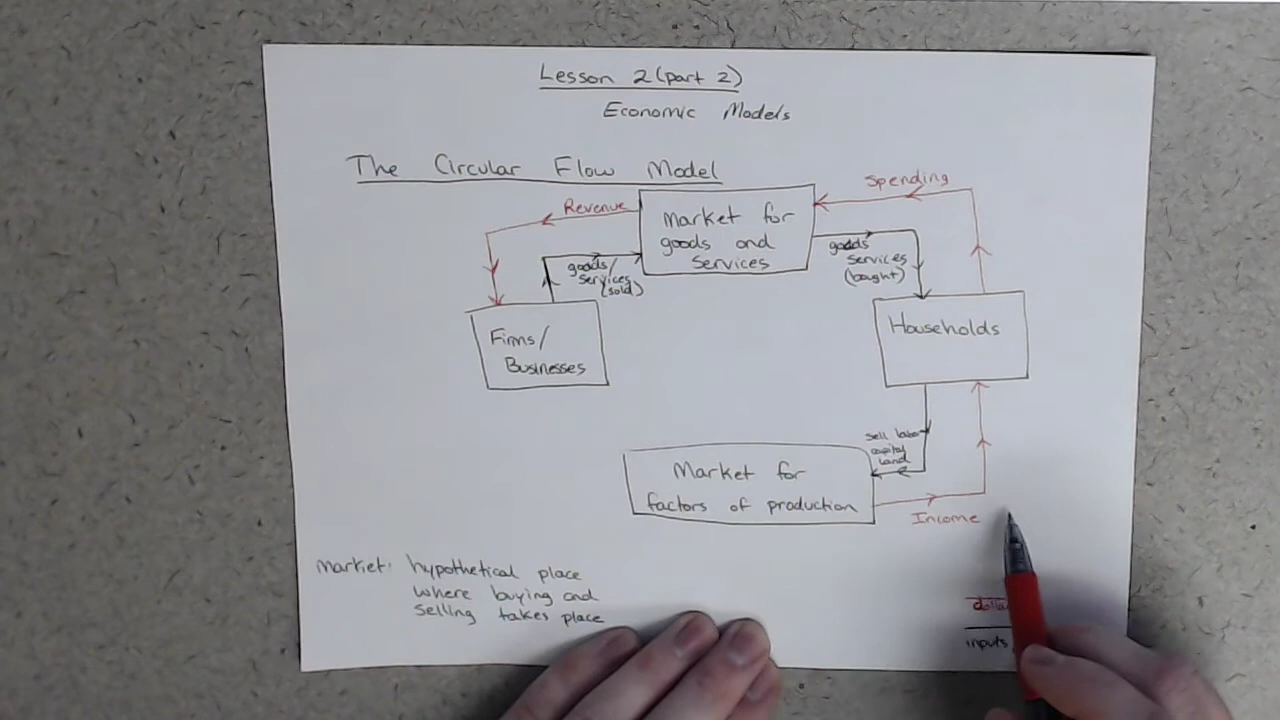 Lesson 2 (part 2)
Economic Models
The Circular Flow Model
Spending
Revenue
Market for
goods and
services
goods/
services
(sold)
goods
services
(bought)
Firms/
Businesses
Households
sell labor
capital
land
Market for
factors of production
Income
market: hypothetical place
where buying and
selling takes place
inputs